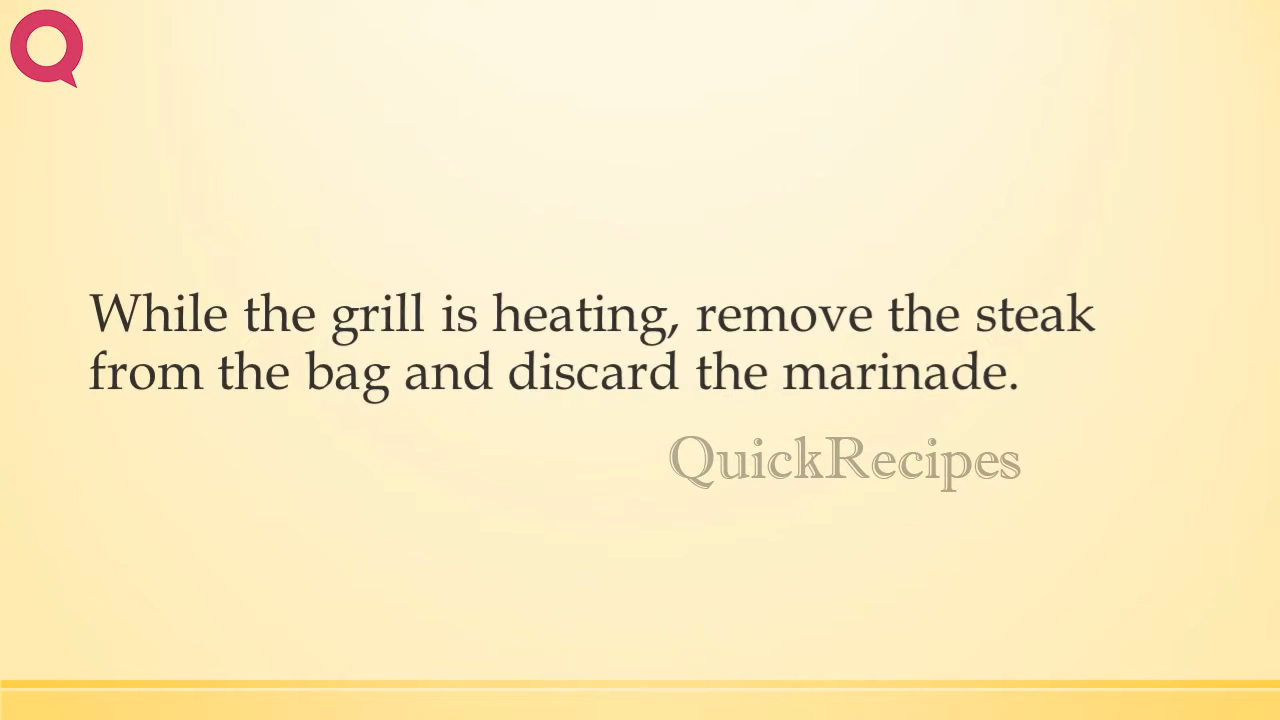 While the grill is heating, remove the steak
from the bag and discard the marinade.
QuickRecipes